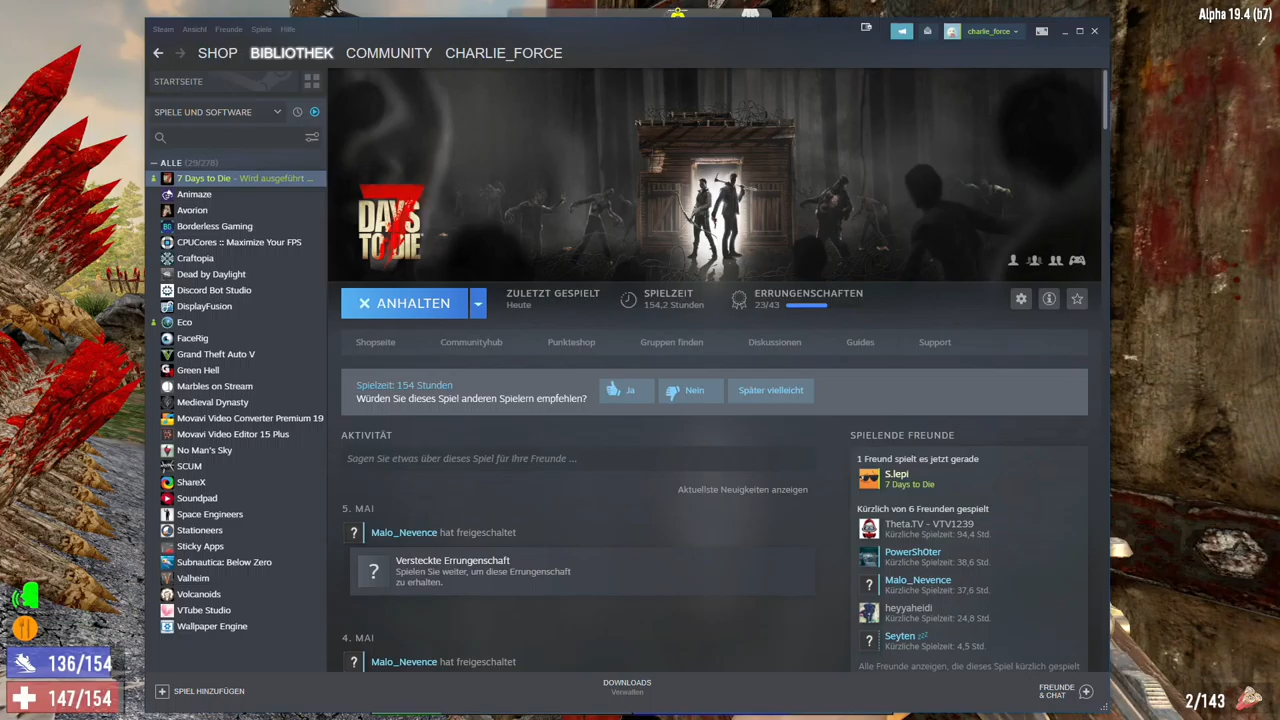 Alpha 19.4 (b7)
Steam Ansicht Freunde Spiele Hilfe
charlie_force
SHOP BIBLIOTHEK COMMUNITY CHARLIE_FORCE
STARTSEITE
SPIELE UND SOFTWARE
ALLE (29/278)
7 Days to Die - Wird ausgeführt ...
Animaze
Avorion
Borderless Gaming
CPUCores :: Maximize Your FPS
Craftopia
Dead by Daylight
Discord Bot Studio
DisplayFusion
Eco
FaceRig
Grand Theft Auto V
Green Hell
Marbles on Stream
Medieval Dynasty
Movavi Video Converter Premium 19
Movavi Video Editor 15 Plus
No Man's Sky
SCUM
ShareX
Soundpad
Space Engineers
Stationeers
Sticky Apps
Subnautica: Below Zero
Valheim
Volcanoids
VTube Studio
Wallpaper Engine
SPIEL HINZUFÜGEN
7
DAYS
TO DIE
ANHALTEN
ZULETZT GESPIELT
Heute
SPIELZEIT
154,2 Stunden
ERRUNGENSCHAFTEN
23/43
Shopseite Communityhub Punkteshop Gruppen finden Diskussionen Guides Support
Spielzeit: 154 Stunden
Würden Sie dieses Spiel anderen Spielern empfehlen?
Ja Nein Später vielleicht
AKTIVITÄT
Sagen Sie etwas über dieses Spiel für Ihre Freunde ...
Aktuellste Neuigkeiten anzeigen
5. MAI
Malo_Nevence hat freigeschaltet
Versteckte Errungenschaft
Spielen Sie weiter, um diese Errungenschaft
zu erhalten.
4. MAI
Malo_Nevence hat freigeschaltet
SPIELENDE FREUNDE
1 Freund spielt es jetzt gerade
S.lepi
7 Days to Die
Kürzlich von 6 Freunden gespielt
Theta.TV - VTV1239
Kürzliche Spielzeit: 94,4 Std.
PowerSh0ter
Kürzliche Spielzeit: 38,6 Std.
Malo_Nevence
Kürzliche Spielzeit: 37,6 Std.
heyyaheidi
Kürzliche Spielzeit: 24,8 Std.
Seyten zzz
Kürzliche Spielzeit: 4,5 Std.
Alle Freunde anzeigen, die dieses Spiel kürzlich gespielt
DOWNLOADS
Verwalten
FREUNDE
& CHAT
136/154
147/154
2/143